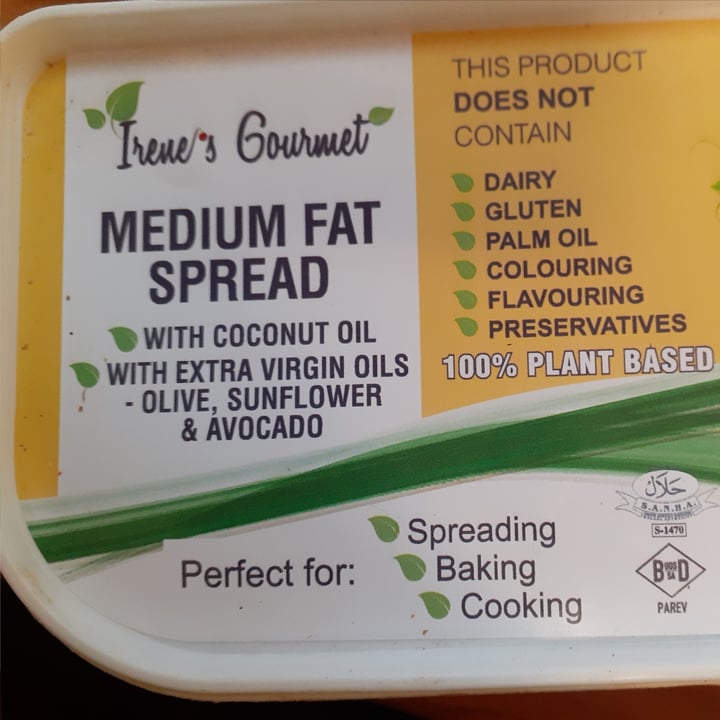 Irene's Gourmet
MEDIUM FAT
SPREAD
WITH COCONUT OIL
WITH EXTRA VIRGIN OILS
- OLIVE, SUNFLOWER
& AVOCADO
THIS PRODUCT
DOES NOT
CONTAIN
DAIRY
GLUTEN
PALM OIL
COLOURING
FLAVOURING
PRESERVATIVES
100% PLANT BASED
Perfect for:
Spreading
Baking
Cooking
حلال
S.A.N.H.A.
S-1470
B UOS SA D
PAREV